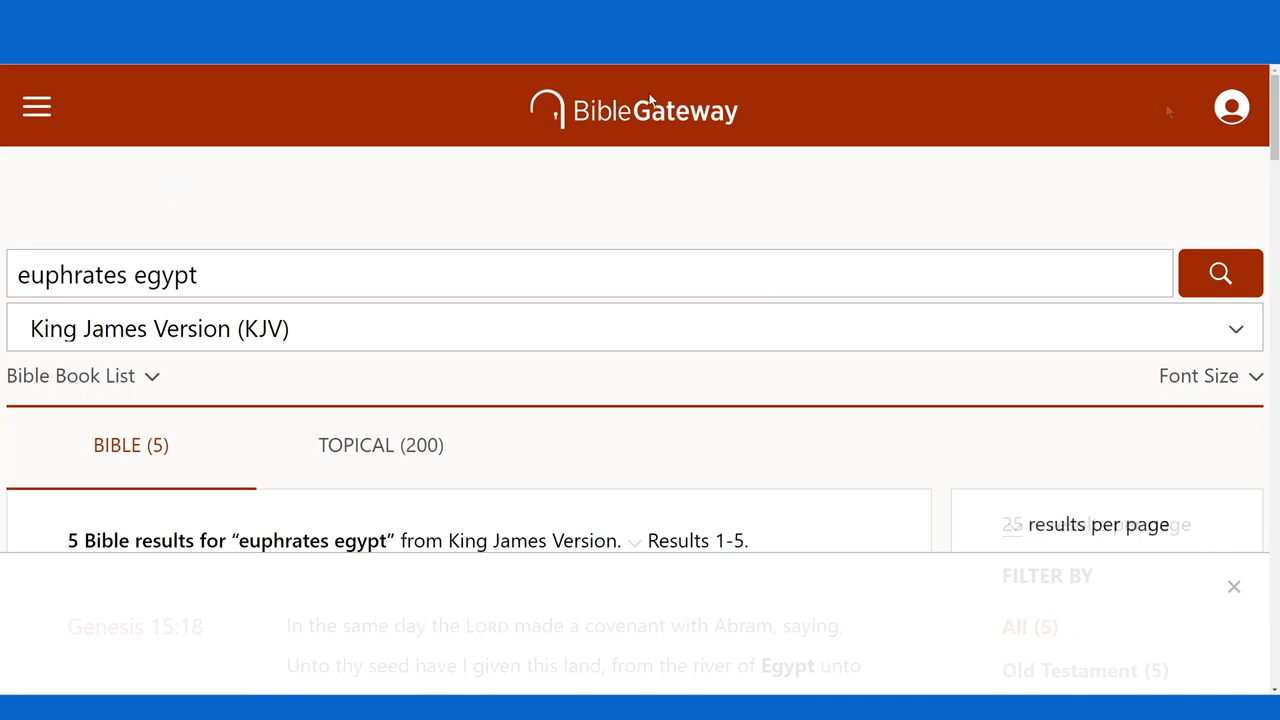 BibleGateway
euphrates egypt
King James Version (KJV)
Bible Book List
Font Size
BIBLE (5)
TOPICAL (200)
5 Bible results for “euphrates egypt” from King James Version. Results 1-5.
25 results per page
FILTER BY
Genesis 15:18
In the same day the LORD made a covenant with Abram, saying,
Unto thy seed have I given this land, from the river of Egypt unto
All (5)
Old Testament (5)